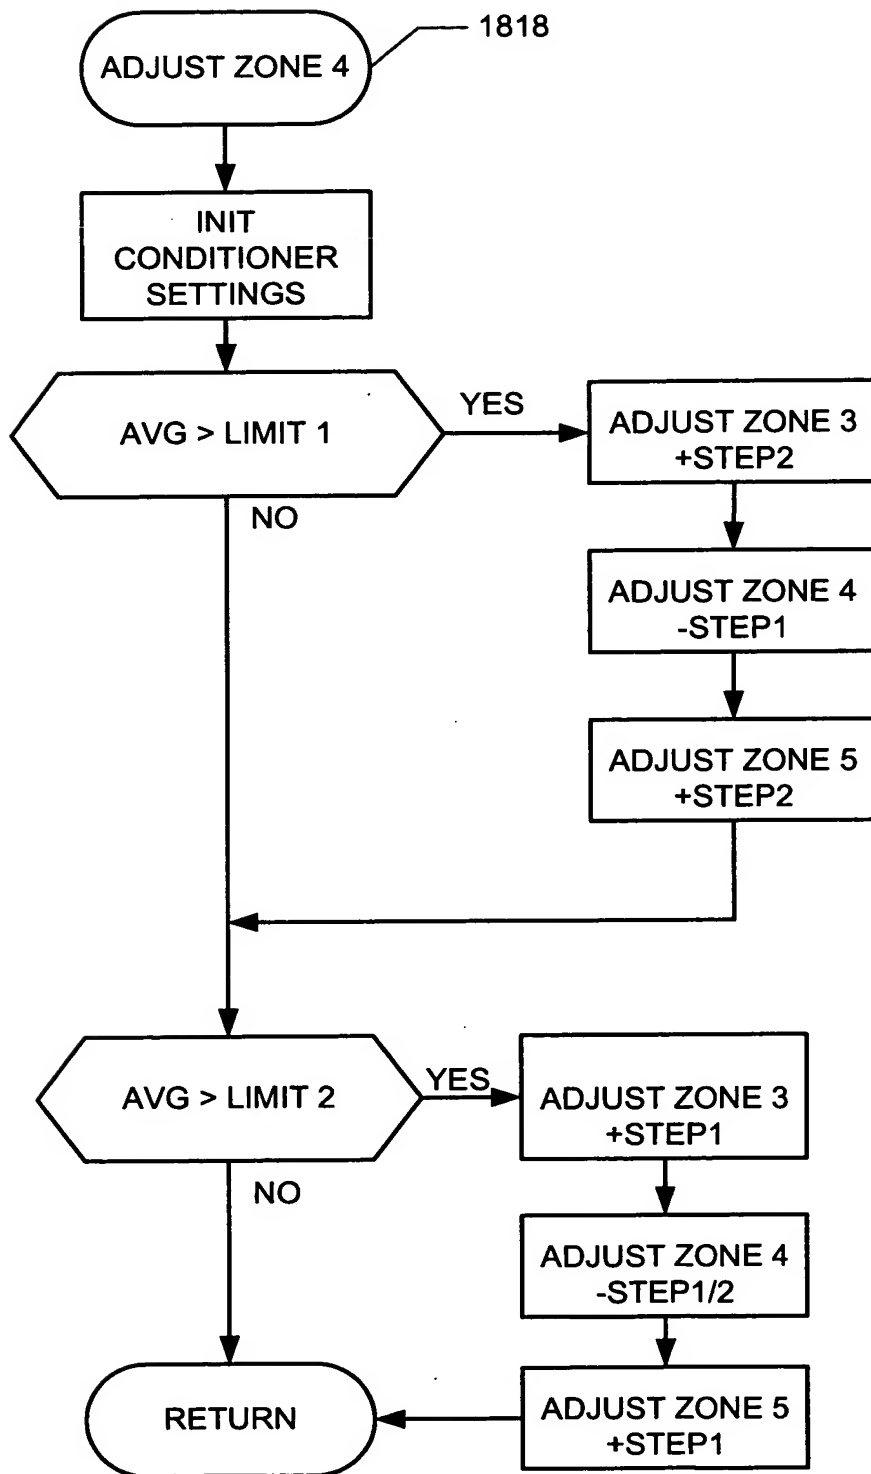 1818
ADJUST ZONE 4
INIT
CONDITIONER
SETTINGS
AVG > LIMIT 1
YES
NO
ADJUST ZONE 3
+STEP2
ADJUST ZONE 4
-STEP1
ADJUST ZONE 5
+STEP2
AVG > LIMIT 2
YES
NO
ADJUST ZONE 3
+STEP1
ADJUST ZONE 4
-STEP1/2
ADJUST ZONE 5
+STEP1
RETURN